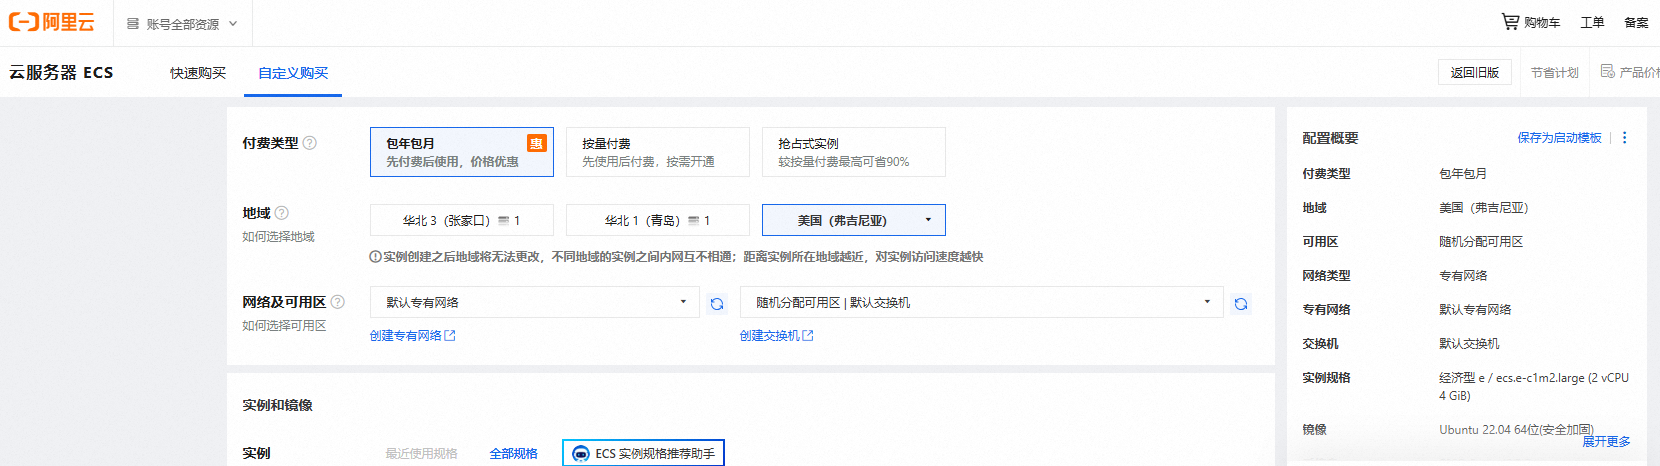 阿里云 账号全部资源 购物车 工单 备案
云服务器 ECS 快速购买 自定义购买 返回旧版 节省计划 产品价
付费类型 包年包月 惠
先付费后使用，价格优惠
按量付费
先使用后付费，按需开通
抢占式实例
较按量付费最高可省90%
地域
如何选择地域
华北 3（张家口） 1 华北 1（青岛） 1 美国（弗吉尼亚）
实例创建之后地域将无法更改，不同地域的实例之间内网互不相通；距离实例所在地域越近，对实例访问速度越快
网络及可用区
如何选择可用区
默认专有网络 随机分配可用区 | 默认交换机
创建专有网络 创建交换机
实例和镜像
实例 最近使用规格 全部规格 ECS 实例规格推荐助手
配置概要 保存为启动模板
付费类型 包年包月
地域 美国（弗吉尼亚）
可用区 随机分配可用区
网络类型 专有网络
专有网络 默认专有网络
交换机 默认交换机
实例规格 经济型 e / ecs.e-c1m2.large (2 vCPU
4 GiB)
镜像 Ubuntu 22.04 64位(安全加固)
展开更多